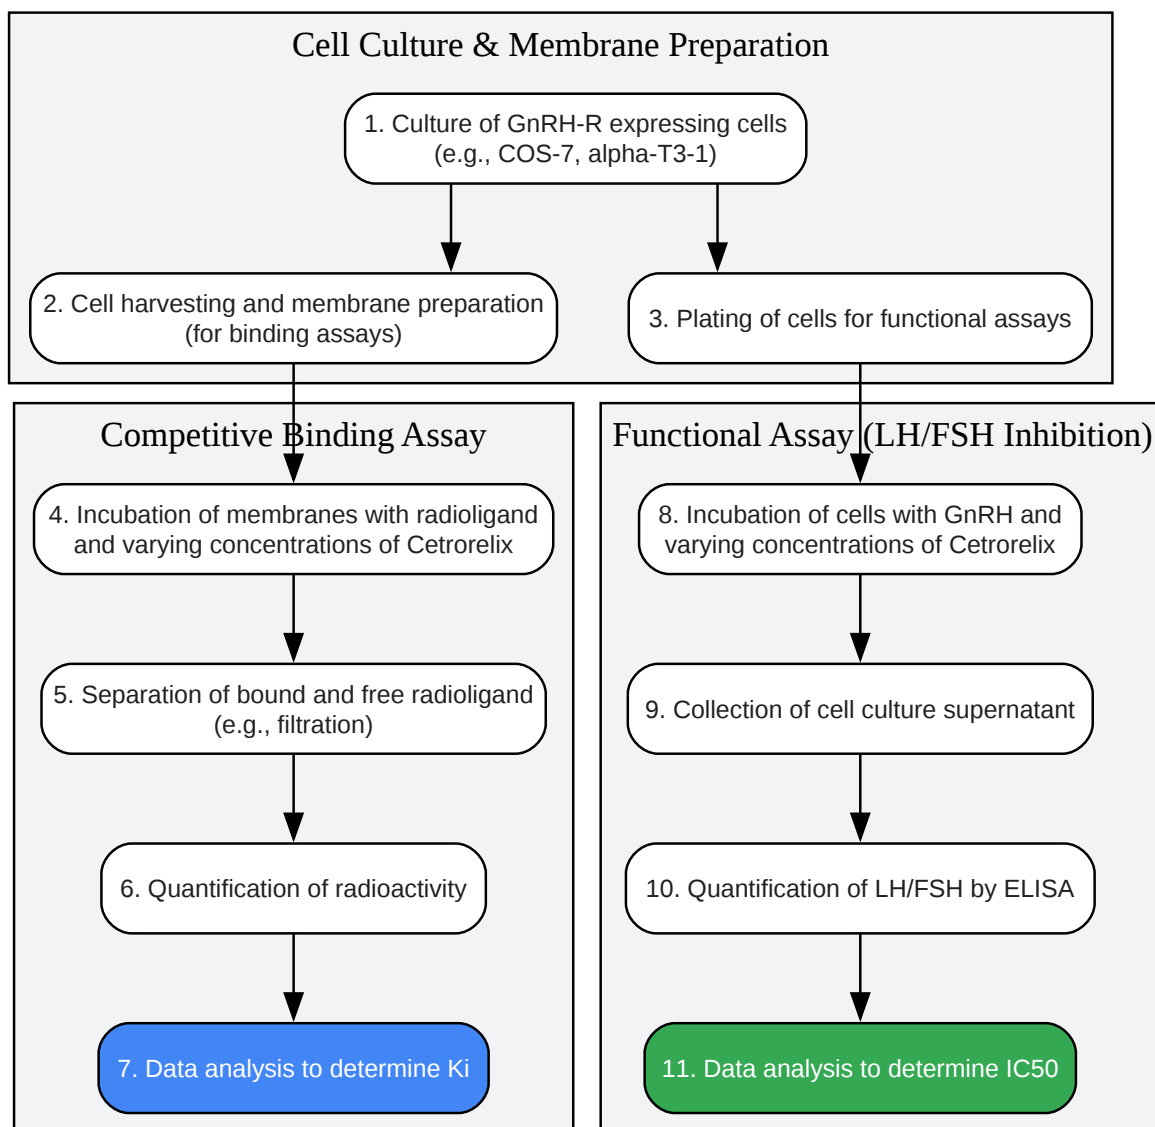 Cell Culture & Membrane Preparation
1. Culture of GnRH-R expressing cells
(e.g., COS-7, alpha-T3-1)
2. Cell harvesting and membrane preparation
(for binding assays)
3. Plating of cells for functional assays
Competitive Binding Assay
4. Incubation of membranes with radioligand
and varying concentrations of Cetrorelix
5. Separation of bound and free radioligand
(e.g., filtration)
6. Quantification of radioactivity
7. Data analysis to determine Ki
Functional Assay (LH/FSH Inhibition)
8. Incubation of cells with GnRH and
varying concentrations of Cetrorelix
9. Collection of cell culture supernatant
10. Quantification of LH/FSH by ELISA
11. Data analysis to determine IC50